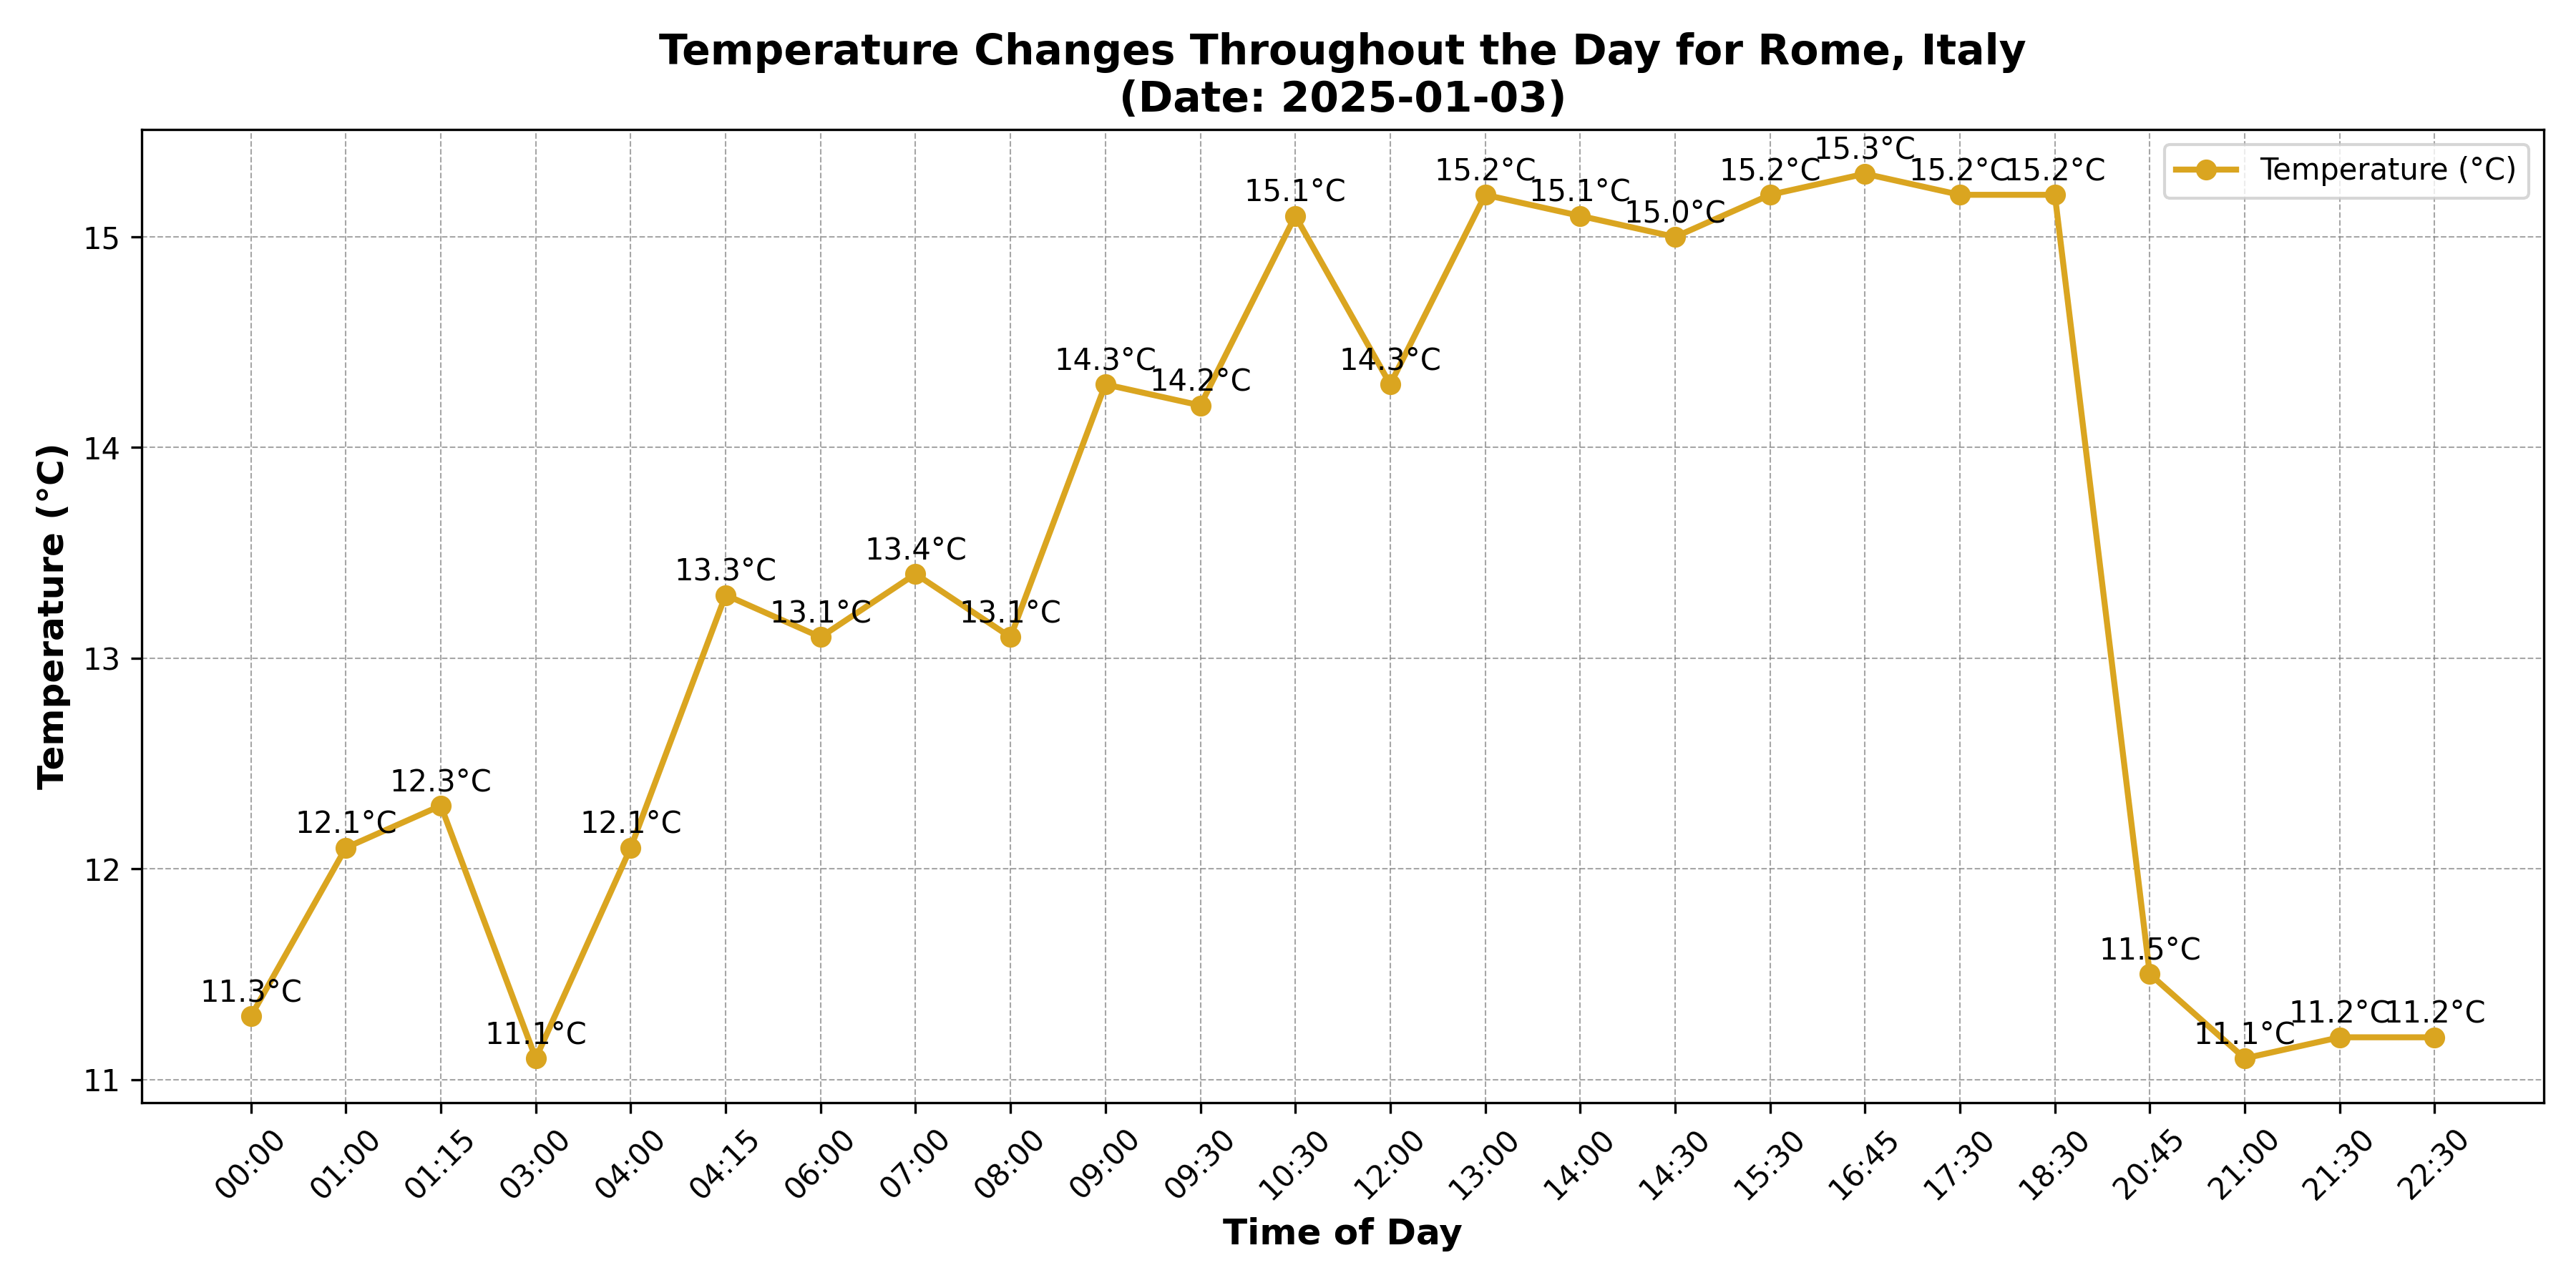 Temperature Changes Throughout the Day for Rome, Italy
(Date: 2025-01-03)
Temperature (°C)
Temperature (°C)
15
14
13
12
11
11.3°C
12.1°C
12.3°C
11.1°C
12.1°C
13.3°C
13.1°C
13.4°C
13.1°C
14.3°C
14.2°C
15.1°C
14.3°C
15.2°C
15.1°C
15.0°C
15.2°C
15.3°C
15.2°C
15.2°C
11.5°C
11.1°C
11.2°C
11.2°C
00:00
01:00
01:15
03:00
04:00
04:15
06:00
07:00
08:00
09:00
09:30
10:30
12:00
13:00
14:00
14:30
15:30
16:45
17:30
18:30
20:45
21:00
21:30
22:30
Time of Day